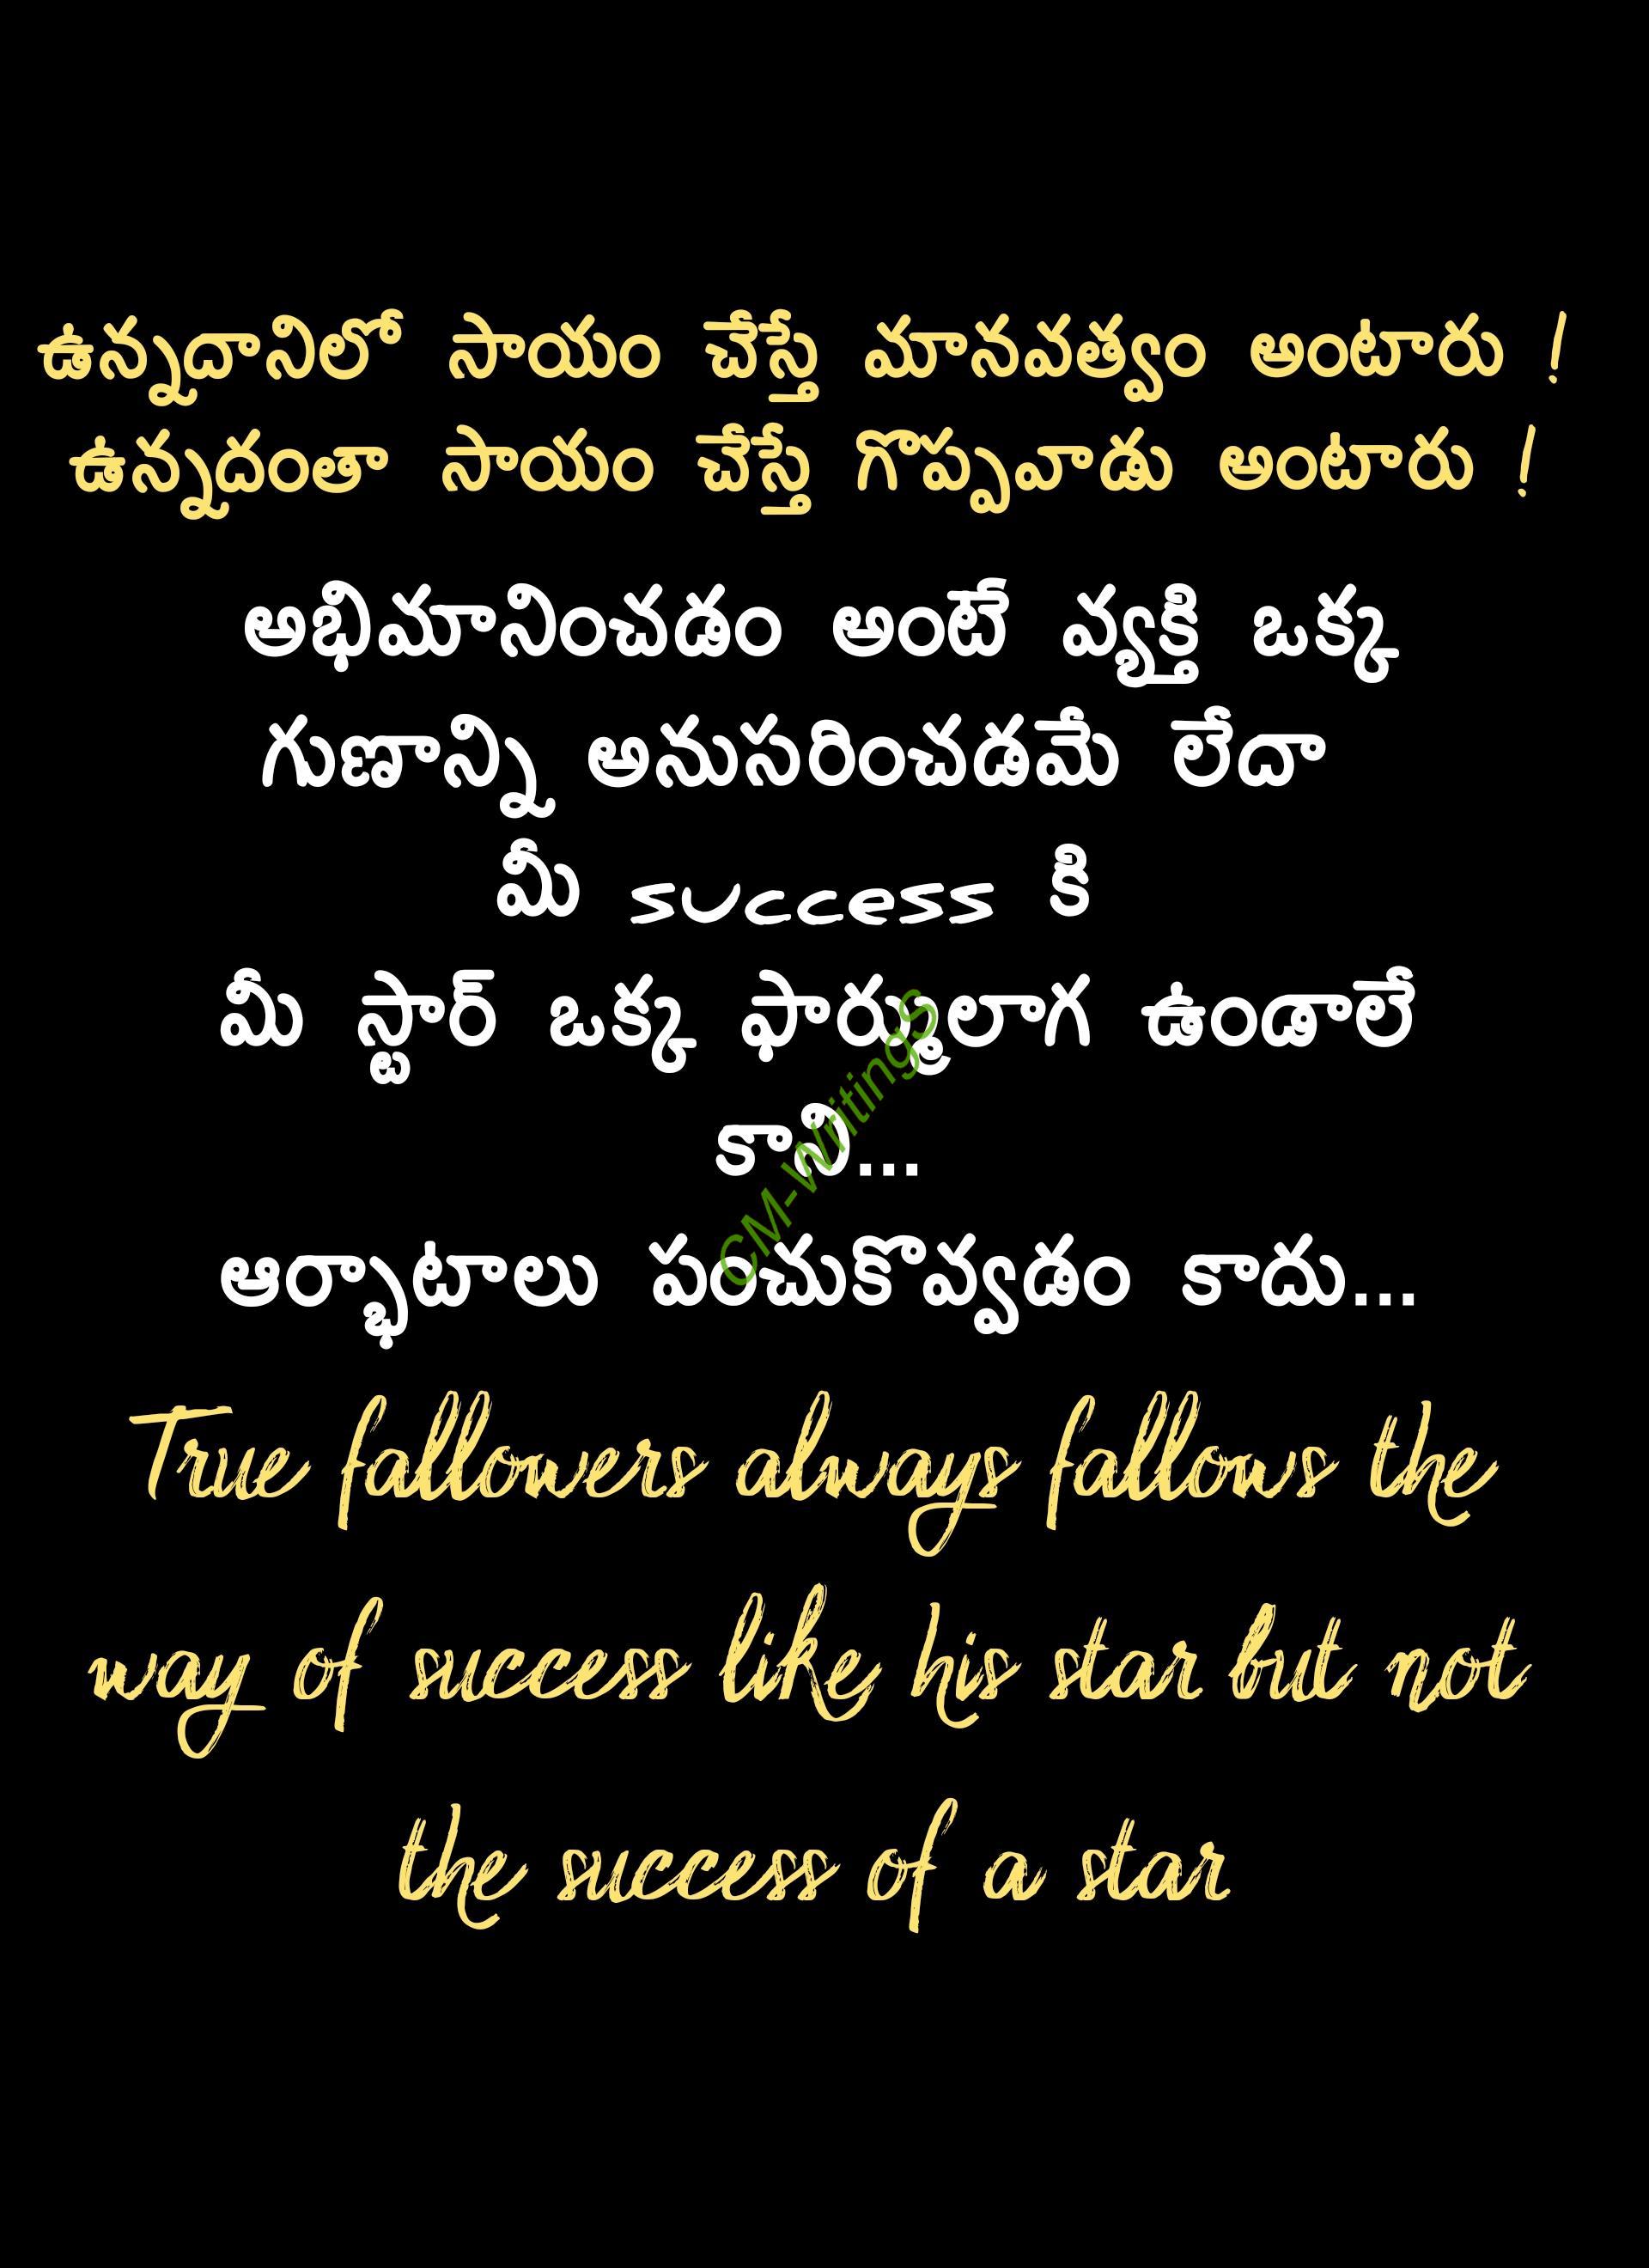 ఉన్నదానిలో సాయం చేస్తే మానవత్వం అంటారు !
ఉన్నదంతా సాయం చేస్తే గొప్పవాడు అంటారు !
అభిమానించడం అంటే వ్యక్తి ఒక్క
గుణాన్ని అనుసరించడమే లేదా
మీ success కి
మీ స్టార్ ఒక్క ఫార్ములాగ ఉండాలే
కాని...
ఆర్భాటాలు పంచుకొవ్వడం కాదు...
CM-Writings
True fallowers always fallows the
way of success like his star but not
the success of a star